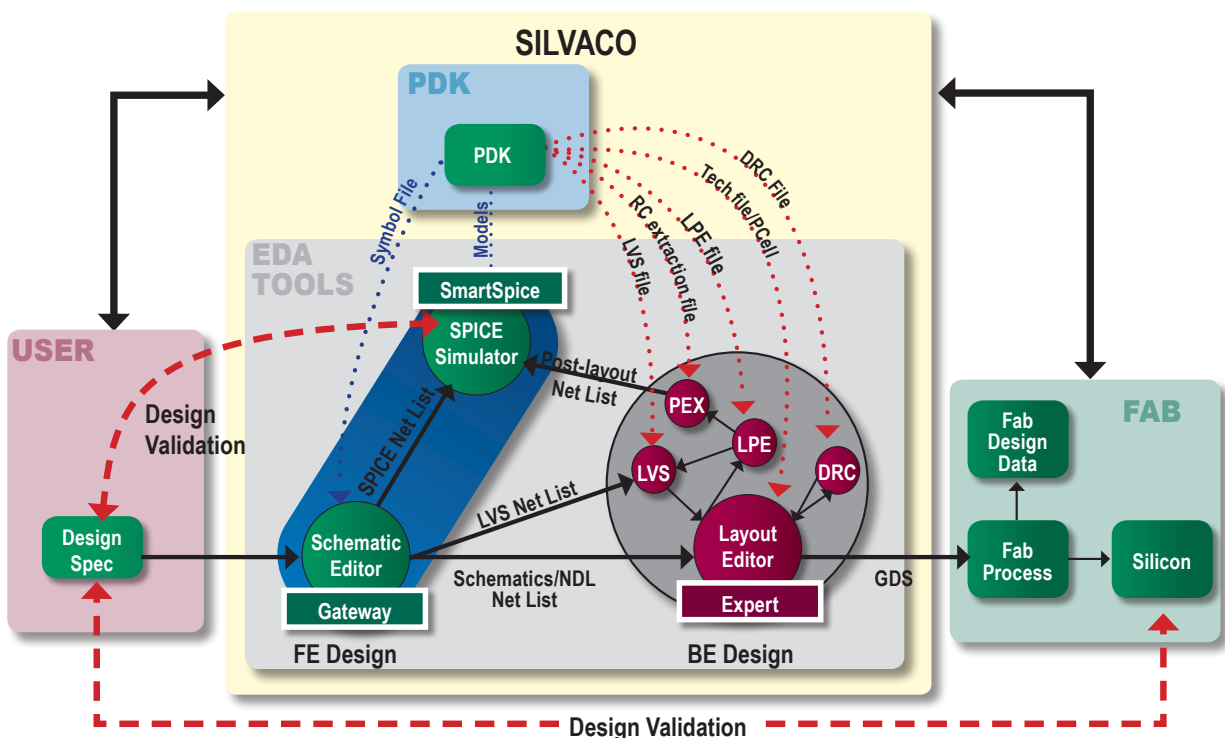 SILVACO
PDK
PDK
Symbol File
Models
LVS file
RC extraction file
LPE file
Tech file/PCell
DRC File
EDA
TOOLS
SmartSpice
SPICE
Simulator
USER
Design
Validation
SPICE Net List
Post-layout
Net List
PEX
LPE
LVS
DRC
LVS Net List
FAB
Fab
Design
Data
Design
Spec
Schematic
Editor
Gateway
Schematics/NDL
Net List
Layout
Editor
Expert
GDS
Fab
Process
Silicon
FE Design
BE Design
Design Validation